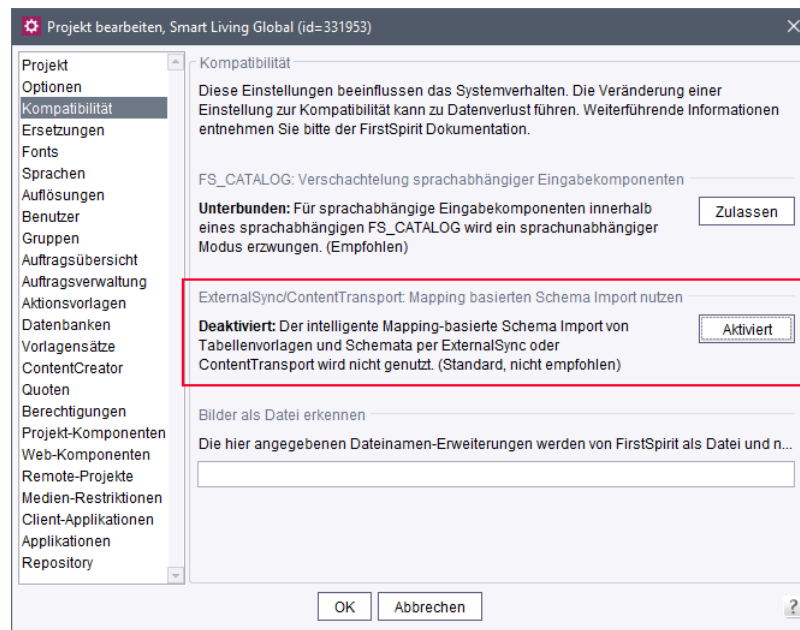 Projekt bearbeiten, Smart Living Global (id=331953)
Projekt
Optionen
Kompatibilität
Ersetzungen
Fonts
Sprachen
Auflösungen
Benutzer
Gruppen
Auftragsübersicht
Auftragsverwaltung
Aktionsvorlagen
Datenbanken
Vorlagensätze
ContentCreator
Quoten
Berechtigungen
Projekt-Komponenten
Web-Komponenten
Remote-Projekte
Medien-Restriktionen
Client-Applikationen
Applikationen
Repository
Kompatibilität
Diese Einstellungen beeinflussen das Systemverhalten. Die Veränderung einer
Einstellung zur Kompatibilität kann zu Datenverlust führen. Weiterführende Informationen
entnehmen Sie bitte der FirstSpirit Dokumentation.
FS_CATALOG: Verschachtelung sprachabhängiger Eingabekomponenten
Unterbunden: Für sprachabhängige Eingabekomponenten innerhalb
eines sprachabhängigen FS_CATALOG wird ein sprachunabhängiger
Modus erzwungen. (Empfohlen)
Zulassen
ExternalSync/ContentTransport: Mapping basierten Schema Import nutzen
Deaktiviert: Der intelligente Mapping-basierte Schema Import von
Tabellenvorlagen und Schemata per ExternalSync oder
ContentTransport wird nicht genutzt. (Standard, nicht empfohlen)
Aktiviert
Bilder als Datei erkennen
Die hier angegebenen Dateinamen-Erweiterungen werden von FirstSpirit als Datei und n...
OK
Abbrechen
?